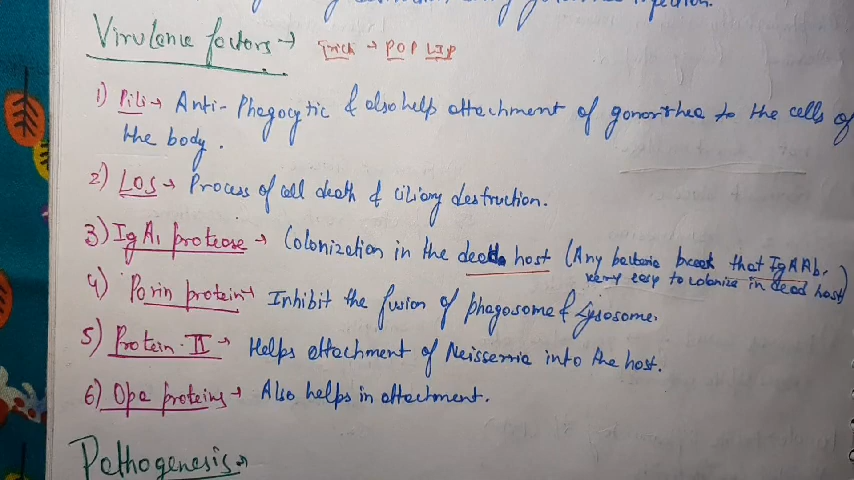 infection.
Virulence factors →
Trick → POP LIP
1) Pili → Anti-Phagocytic & also help attachment of gonorrhea to the cells of
the body.
2) LOS → Process of cell death & ciliary destruction.
3) IgA1 protease → Colonization in the dead host (Any bacteria break that IgA Ab,
very easy to colonize in dead host)
4) Porin protein → Inhibit the fusion of phagosome & Lysosome.
5) Protein-II → Helps attachment of Neisserria into the host.
6) Opa proteins → Also helps in attachment.
Pathogenesis →